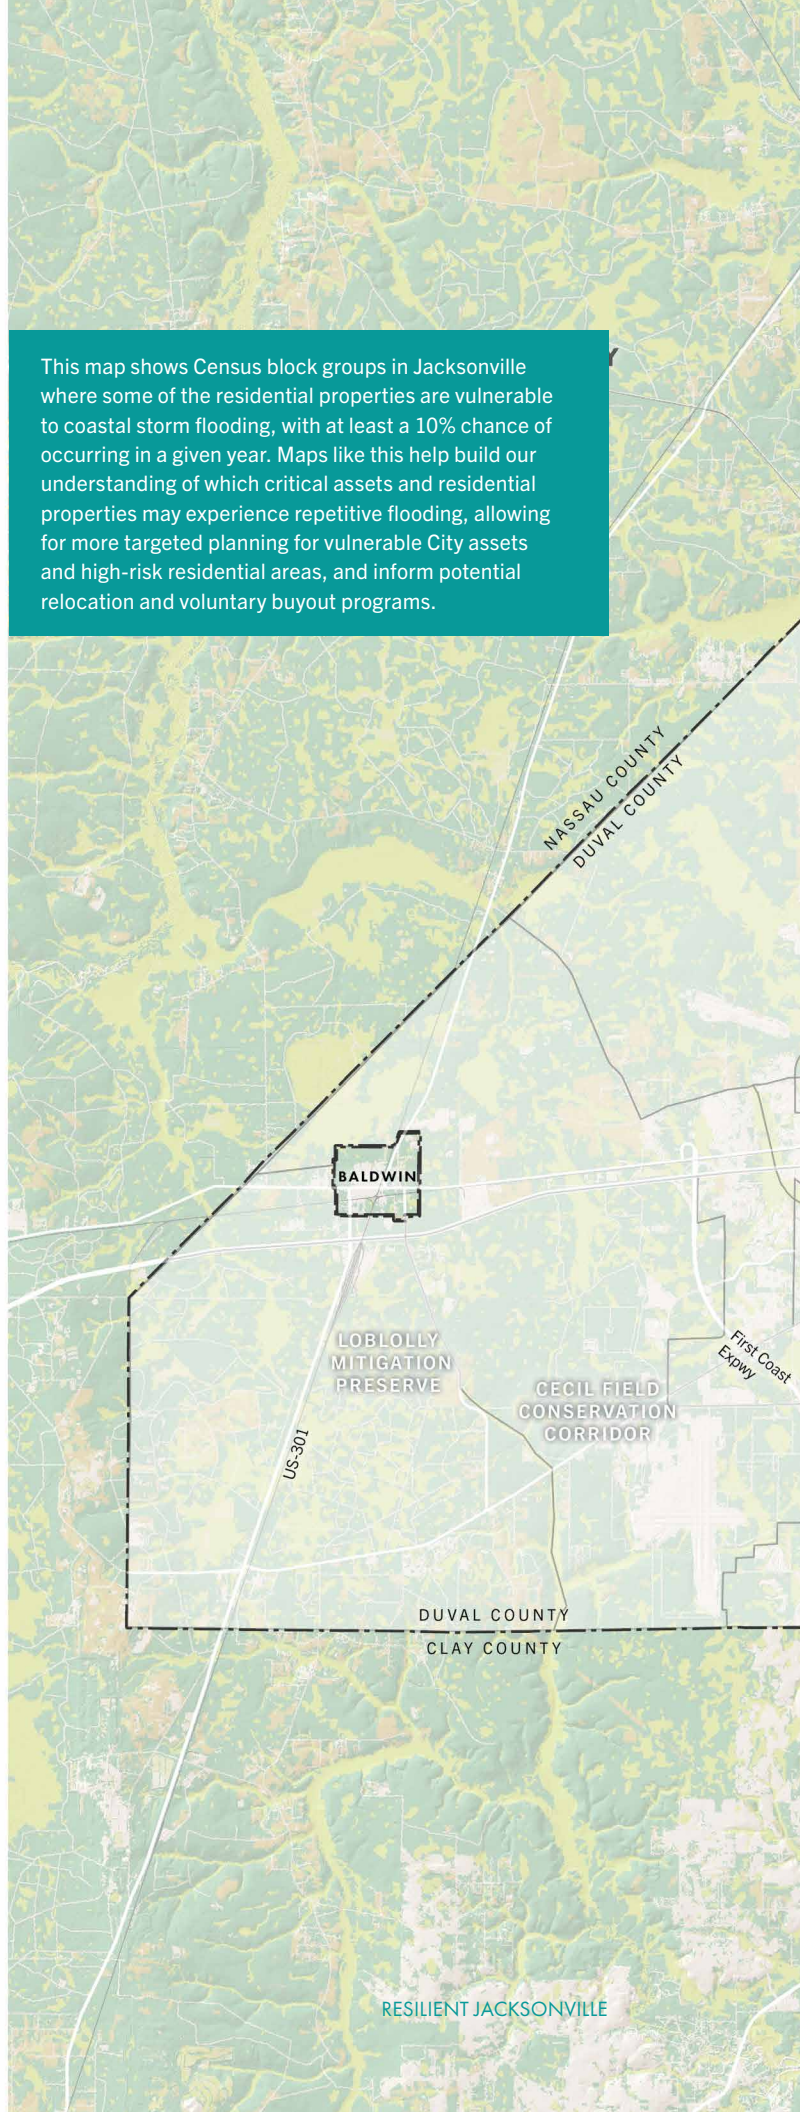 Y
This map shows Census block groups in Jacksonville
where some of the residential properties are vulnerable
to coastal storm flooding, with at least a 10% chance of
occurring in a given year. Maps like this help build our
understanding of which critical assets and residential
properties may experience repetitive flooding, allowing
for more targeted planning for vulnerable City assets
and high-risk residential areas, and inform potential
relocation and voluntary buyout programs.
NASSAU COUNTY
DUVAL COUNTY
BALDWIN
LOBLOLLY
MITIGATION
PRESERVE
First Coast
Expwy
CECIL FIELD
CONSERVATION
CORRIDOR
US-301
DUVAL COUNTY
CLAY COUNTY
RESILIENT JACKSONVILLE